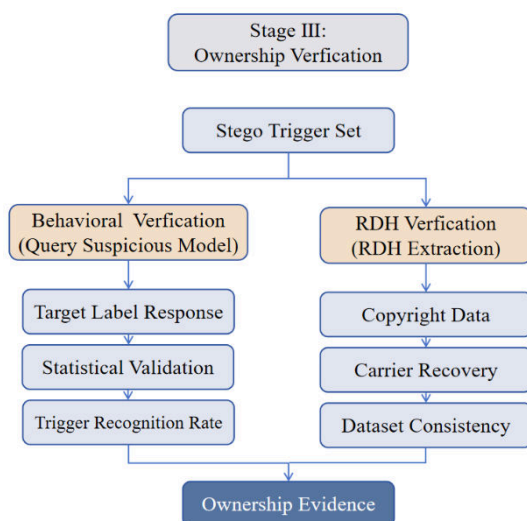 Stage III:
Ownership Verfication
Stego Trigger Set
Behavioral Verfication
(Query Suspicious Model)
RDH Verfication
(RDH Extraction)
Target Label Response
Copyright Data
Statistical Validation
Carrier Recovery
Trigger Recognition Rate
Dataset Consistency
Ownership Evidence